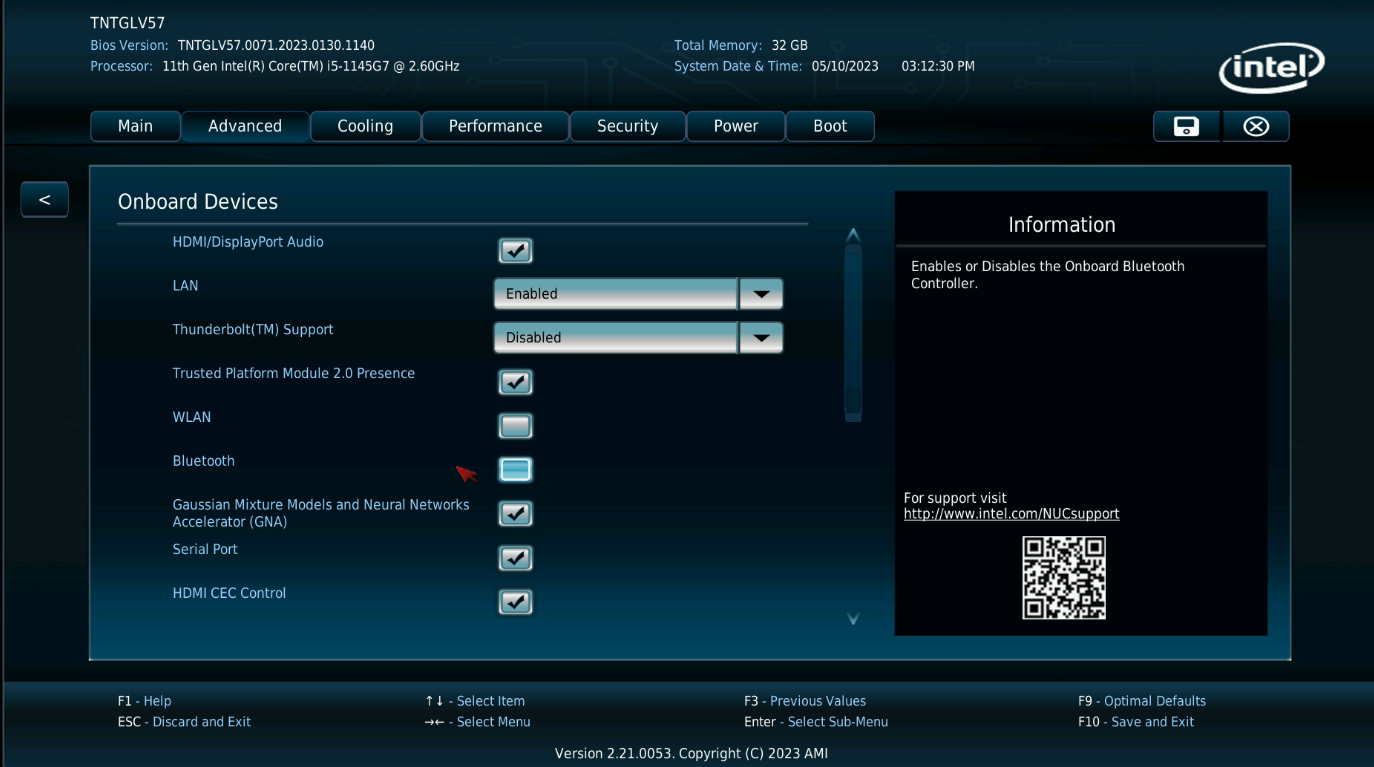 TNTGLV57
Bios Version: TNTGLV57.0071.2023.0130.1140
Total Memory: 32 GB
Processor: 11th Gen Intel(R) Core(TM) i5-1145G7 @ 2.60GHz
System Date & Time: 05/10/2023 03:12:30 PM
intel
Main Advanced Cooling Performance Security Power Boot
<
Onboard Devices
HDMI/DisplayPort Audio
LAN Enabled
Thunderbolt(TM) Support Disabled
Trusted Platform Module 2.0 Presence
WLAN
Bluetooth
Gaussian Mixture Models and Neural Networks
Accelerator (GNA)
Serial Port
HDMI CEC Control
Information
Enables or Disables the Onboard Bluetooth
Controller.
For support visit
http://www.intel.com/NUCsupport
F1 - Help ↑↓ - Select Item F3 - Previous Values F9 - Optimal Defaults
ESC - Discard and Exit →← - Select Menu Enter - Select Sub-Menu F10 - Save and Exit
Version 2.21.0053. Copyright (C) 2023 AMI